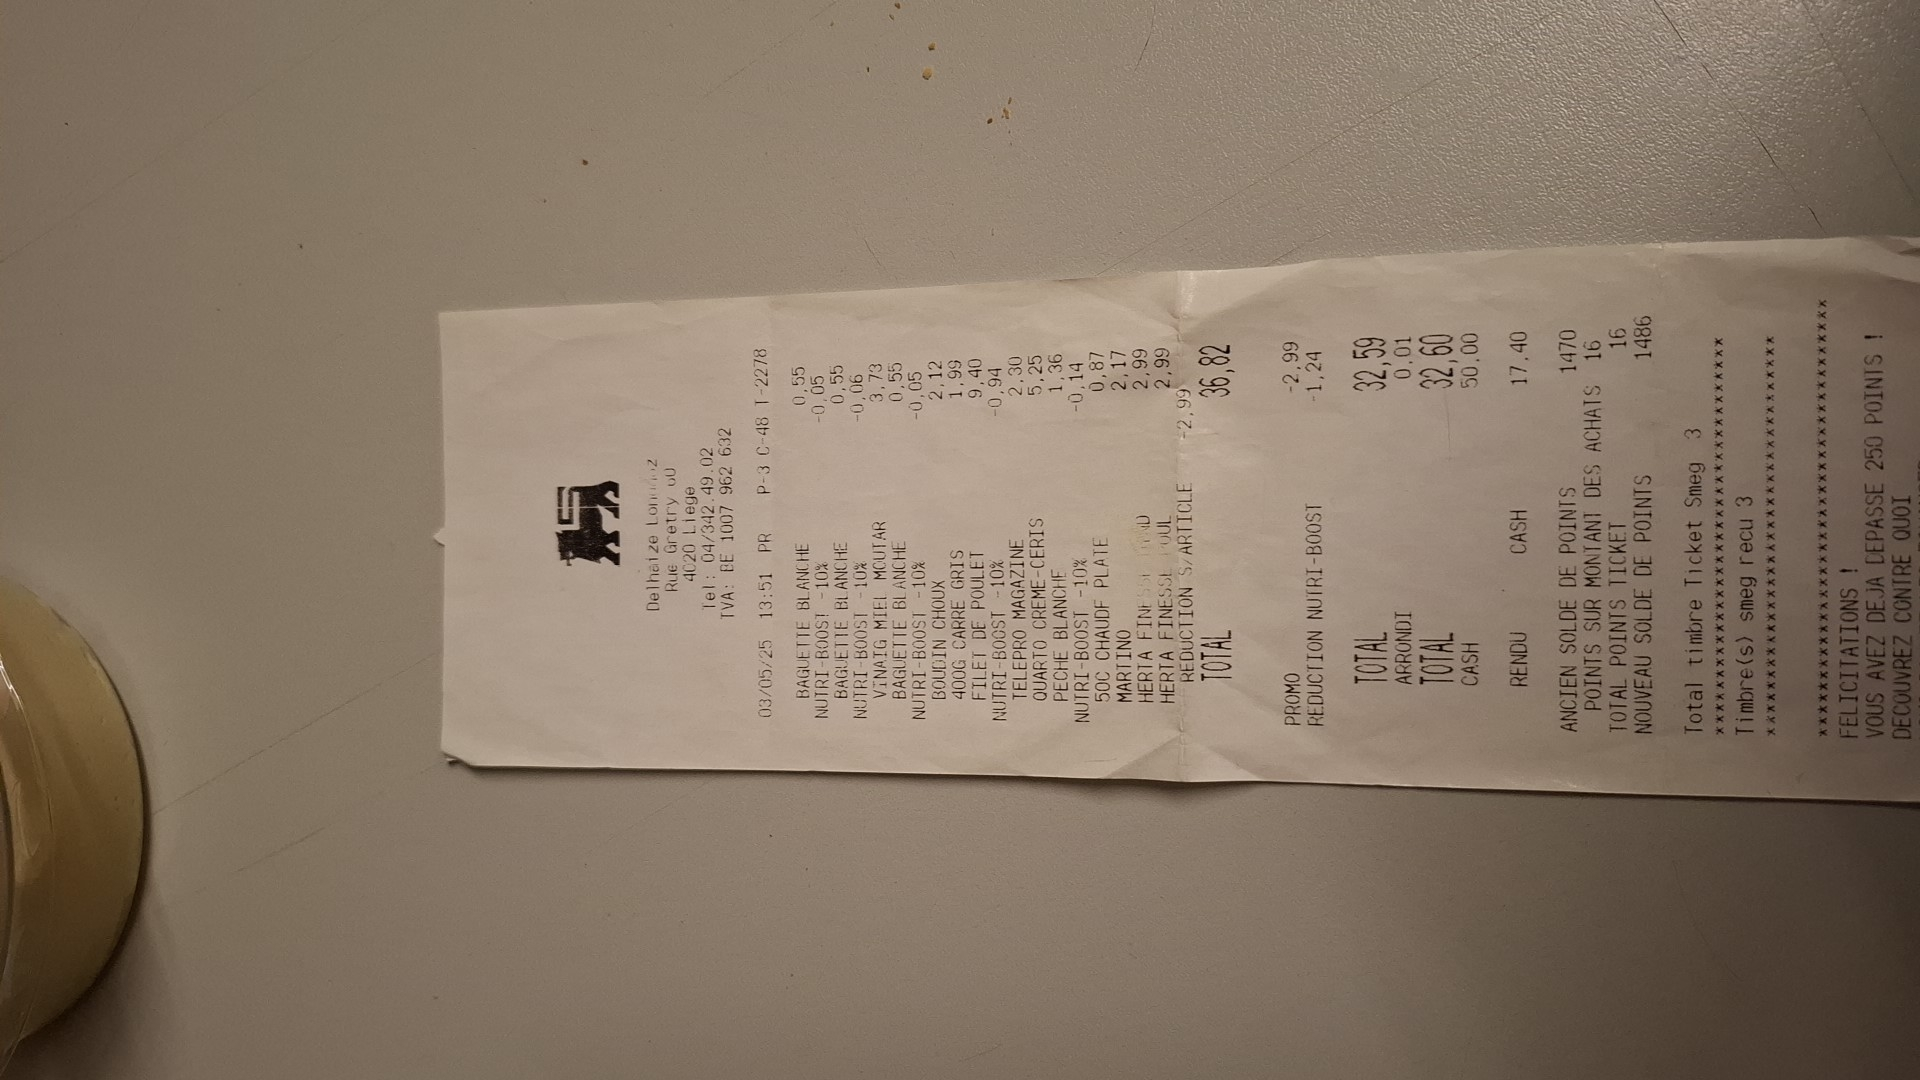 Delhaize
Rue Gretry
4020 Liege
Tel: 04/342.49.02
TVA: BE 1007 962 632
03/05/25 13:51 PR P-3 C-48 T-2278
BAGUETTE BLANCHE 0,55
NUTRI-BOOST -10% -0,05
BAGUETTE BLANCHE 0,55
NUTRI-BOOST -10% -0,06
VINAIG MIEL MOUTAR 3,73
BAGUETTE BLANCHE 0,55
NUTRI-BOOST -10% -0,05
BOUDIN CHOUX 2,12
400G CARRE GRIS 1,99
FILET DE POULET 9,40
NUTRI-BOOST -10% -0,94
TELEPRO MAGAZINE 2,30
QUARTO CREME-CERIS 5,25
PECHE BLANCHE 1,36
NUTRI-BOOST -10% -0,14
50C CHAUDF PLATE 0,87
MARTINO 2,17
HERTA FINESSE 2,99
HERTA FINESSE POUL 2,99
REDUCTION S/ARTICLE -2,99
TOTAL 36,82
PROMO -2,99
REDUCTION NUTRI-BOOST -1,24
TOTAL 32,59
ARRONDI 0,01
TOTAL 32,60
CASH 50,00
RENDU CASH 17,40
ANCIEN SOLDE DE POINTS 1470
POINTS SUR MONTANT DES ACHATS 16
TOTAL POINTS TICKET 16
NOUVEAU SOLDE DE POINTS 1486
Total timbre Ticket Smeg 3
****************************************
Timbre(s) smeg recu 3
****************************************
******************************************
FELICITATIONS !
VOUS AVEZ DEJA DEPASSE 250 POINTS !
DECOUVREZ CONTRE QUOI